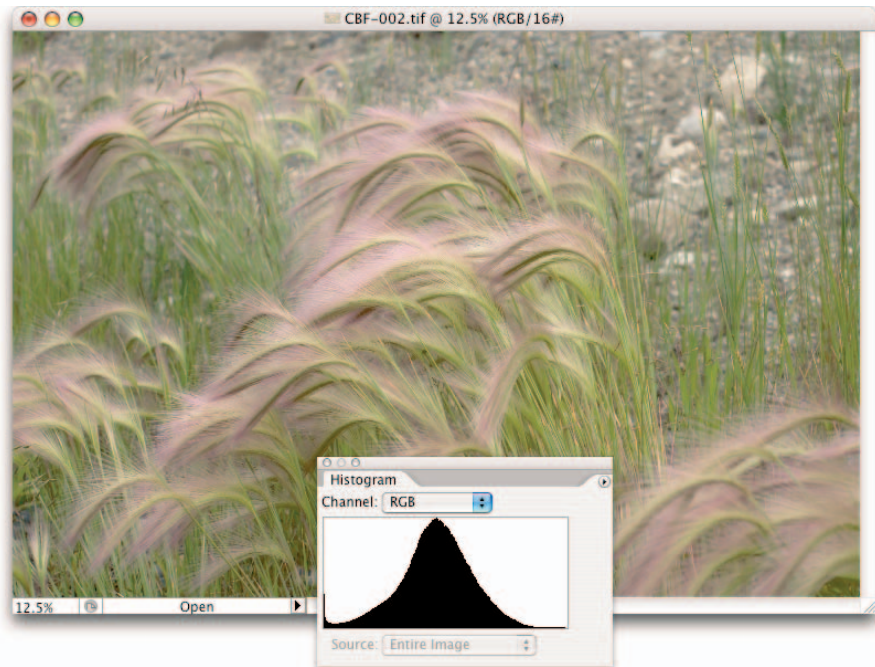 CBF-002.tif @ 12.5% (RGB/16#)
Histogram
Channel: RGB
Source: Entire Image
12.5% Open